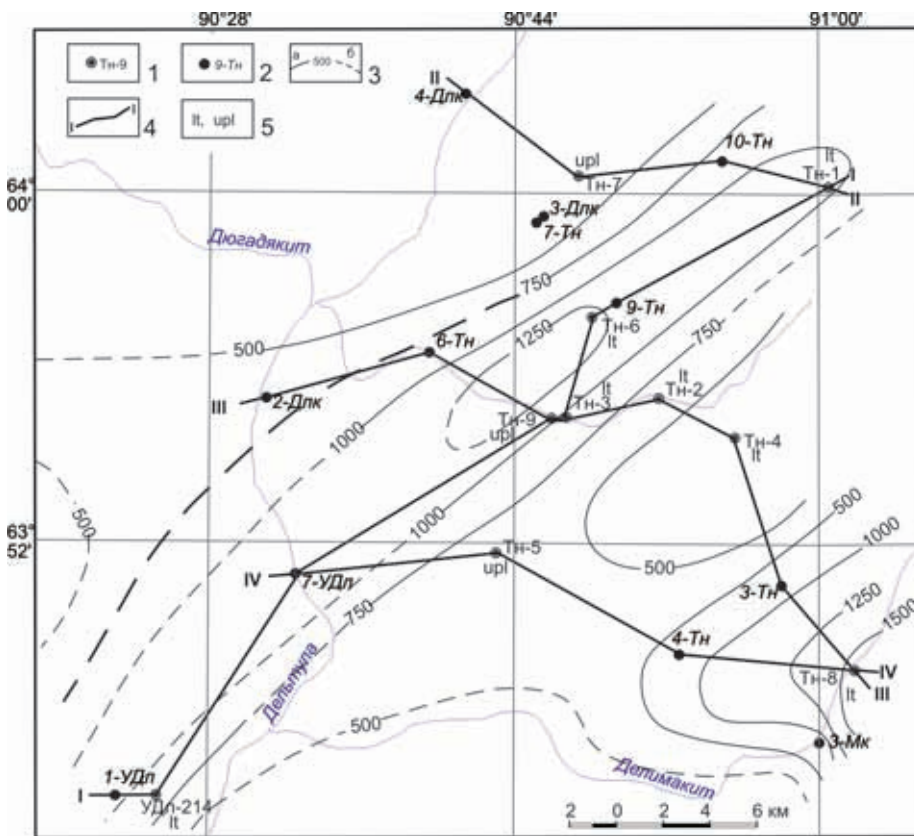 90°28'
90°44'
91°00'
Тн-9
1
9-Тн
2
а
500
б
3
I
I
4
lt, upl
5
II
4-Длк
upl
Тн-7
10-Тн
lt
Тн-1
I
II
64°
00'
3-Длк
7-Тн
Дюгадякит
750
9-Тн
750
500
1250
Тн-6
lt
6-Тн
III
2-Длк
1000
lt
Тн-3
Тн-9
upl
lt
Тн-2
Тн-4
lt
500
500
1000
1000
63°
52'
Тн-5
upl
500
IV
7-УДл
750
3-Тн
1250
1500
4-Тн
Тн-8
lt
IV
III
Дельтула
500
3-Мк
Делимакит
I
1-УДл
УДл-214
lt
2 0 2 4 6 км